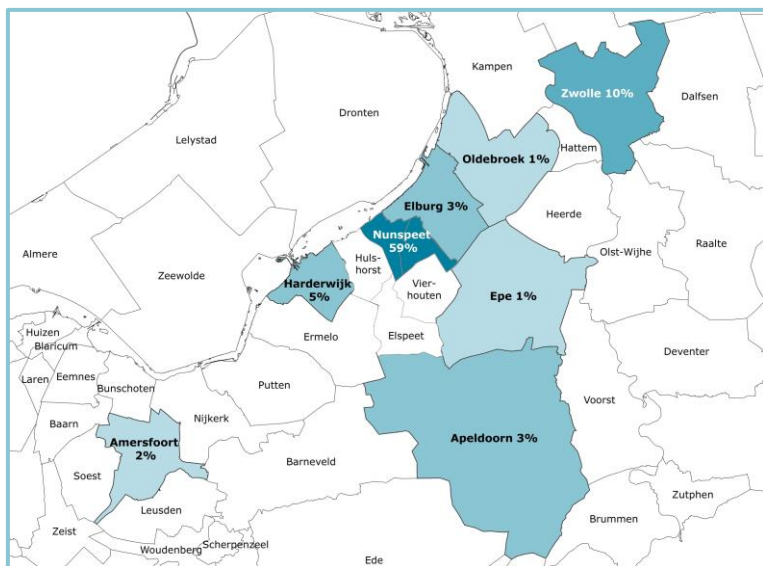 Kampen
Zwolle 10%
Dalfsen
Dronten
Lelystad
Oldebroek 1%
Hattem
Elburg 3%
Heerde
Nunspeet
59%
Almere
Zeewolde
Huls-
horst
Olst-Wijhe
Raalte
Harderwijk
5%
Vier-
houten
Epe 1%
Huizen
Blaricum
Ermelo
Elspeet
Deventer
Laren
Eemnes
Bunschoten
Putten
Voorst
Baarn
Nijkerk
Amersfoort
2%
Apeldoorn 3%
Barneveld
Soest
Zutphen
Leusden
Brummen
Zeist
Woudenberg
Scherpenzeel
Ede